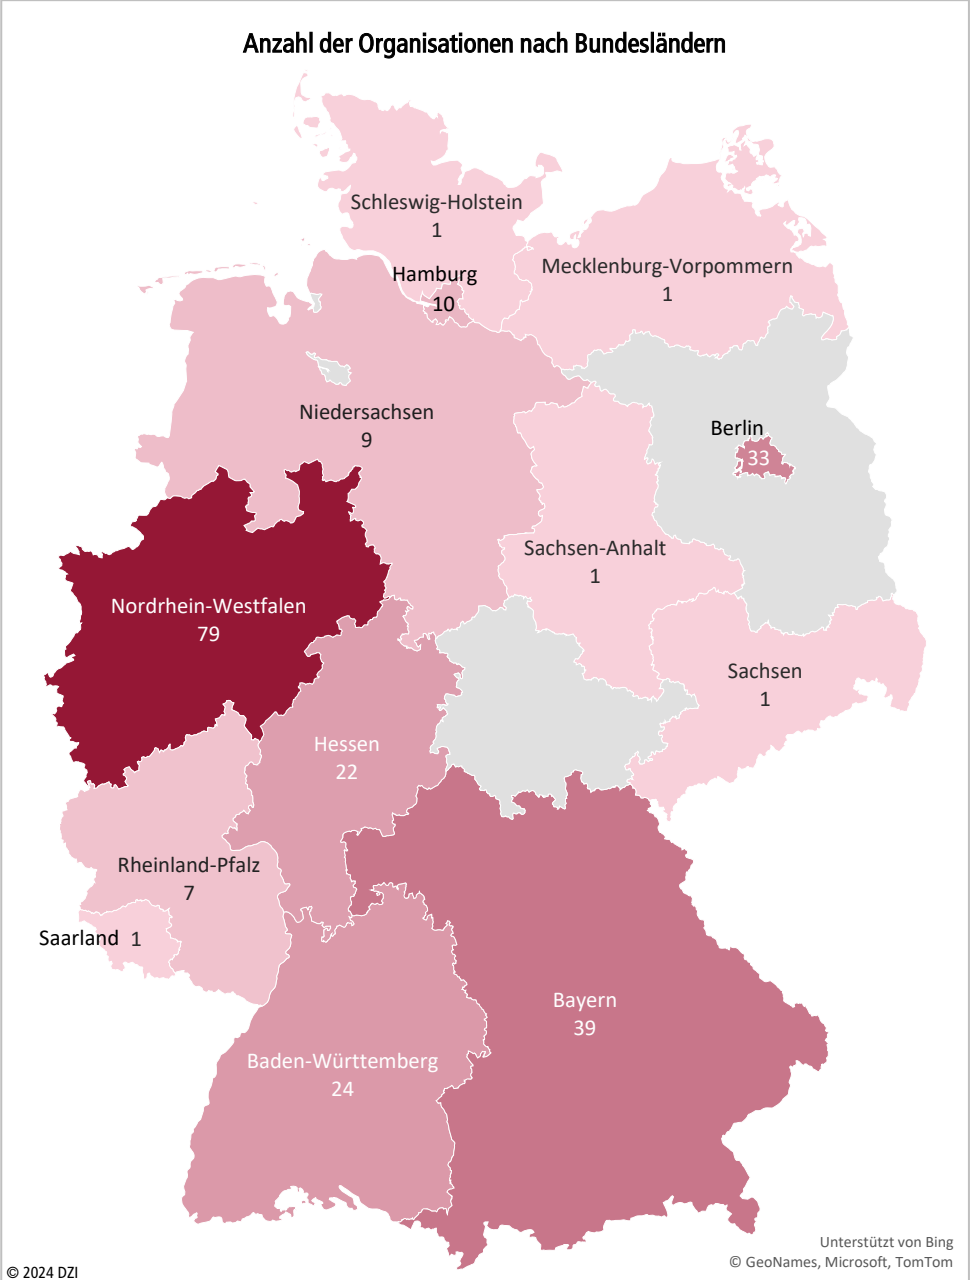 Anzahl der Organisationen nach Bundesländern
Schleswig-Holstein
1
Hamburg
10
Mecklenburg-Vorpommern
1
Niedersachsen
9
Berlin
33
Sachsen-Anhalt
1
Nordrhein-Westfalen
79
Sachsen
1
Hessen
22
Rheinland-Pfalz
7
Saarland 1
Bayern
39
Baden-Württemberg
24
Unterstützt von Bing
© GeoNames, Microsoft, TomTom
© 2024 DZI